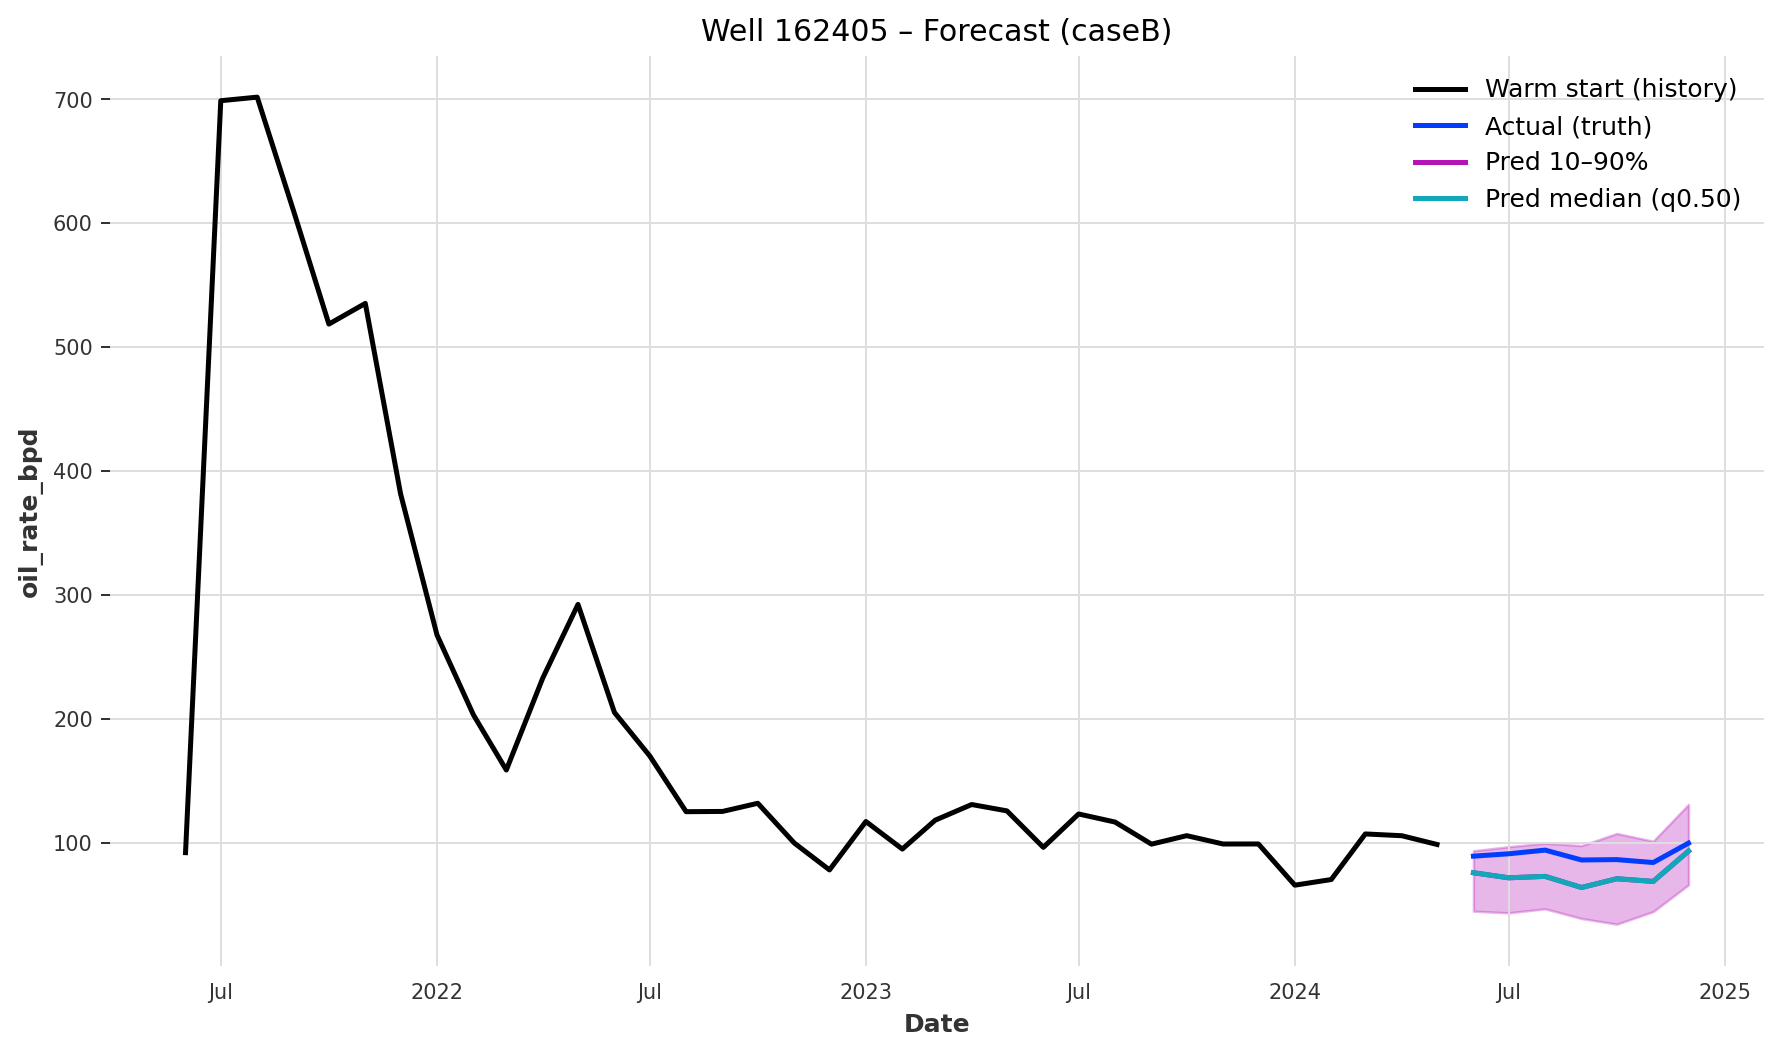 Well 162405 – Forecast (caseB)
Warm start (history)
Actual (truth)
Pred 10–90%
Pred median (q0.50)
oil_rate_bpd
700
600
500
400
300
200
100
Jul
2022
Jul
2023
Jul
2024
Jul
2025
Date